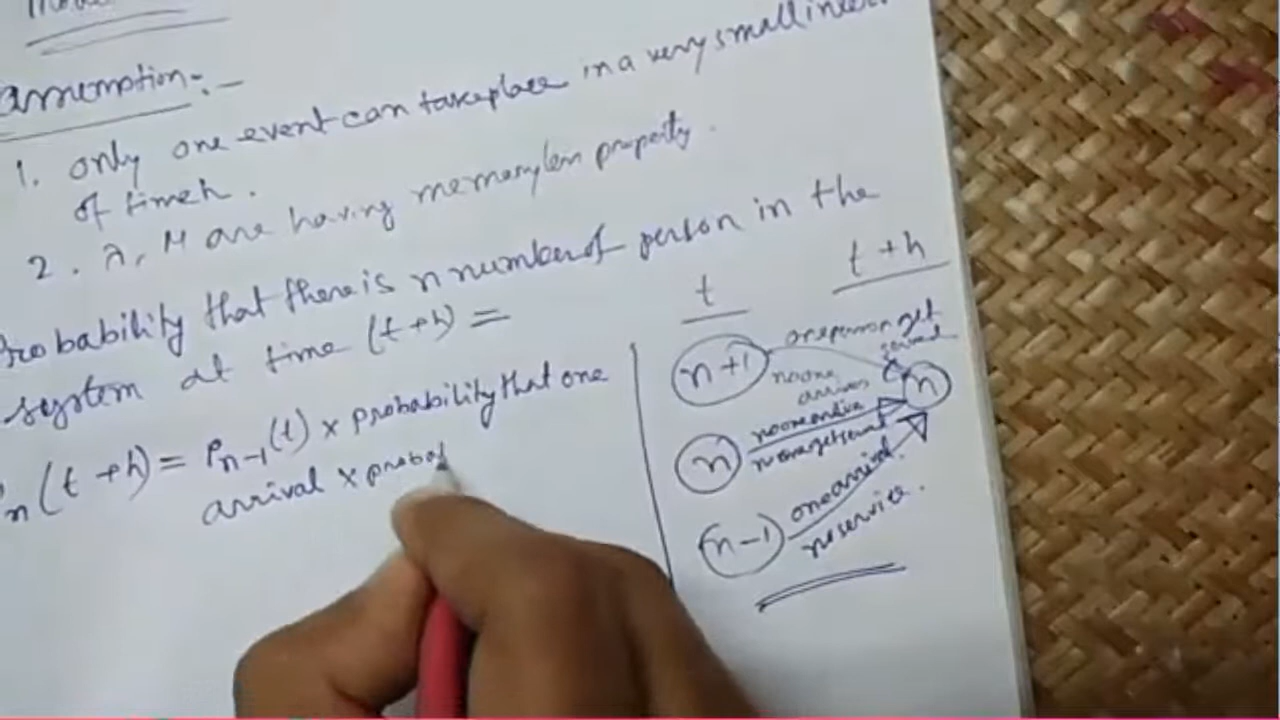 assumption:-
1. only one event can takeplace in a very small
of time h.
2. λ, μ are having memoryless property.
Probability that there is n number of person in the
system at time (t+h) =
Pn(t+h) = Pn-1(t) × probability that one
arrival × probab
t
t+h
n+1
one person get
served
no one
arrives
n
n
no one arrive
no one get served
n-1
one arrival.
no service.